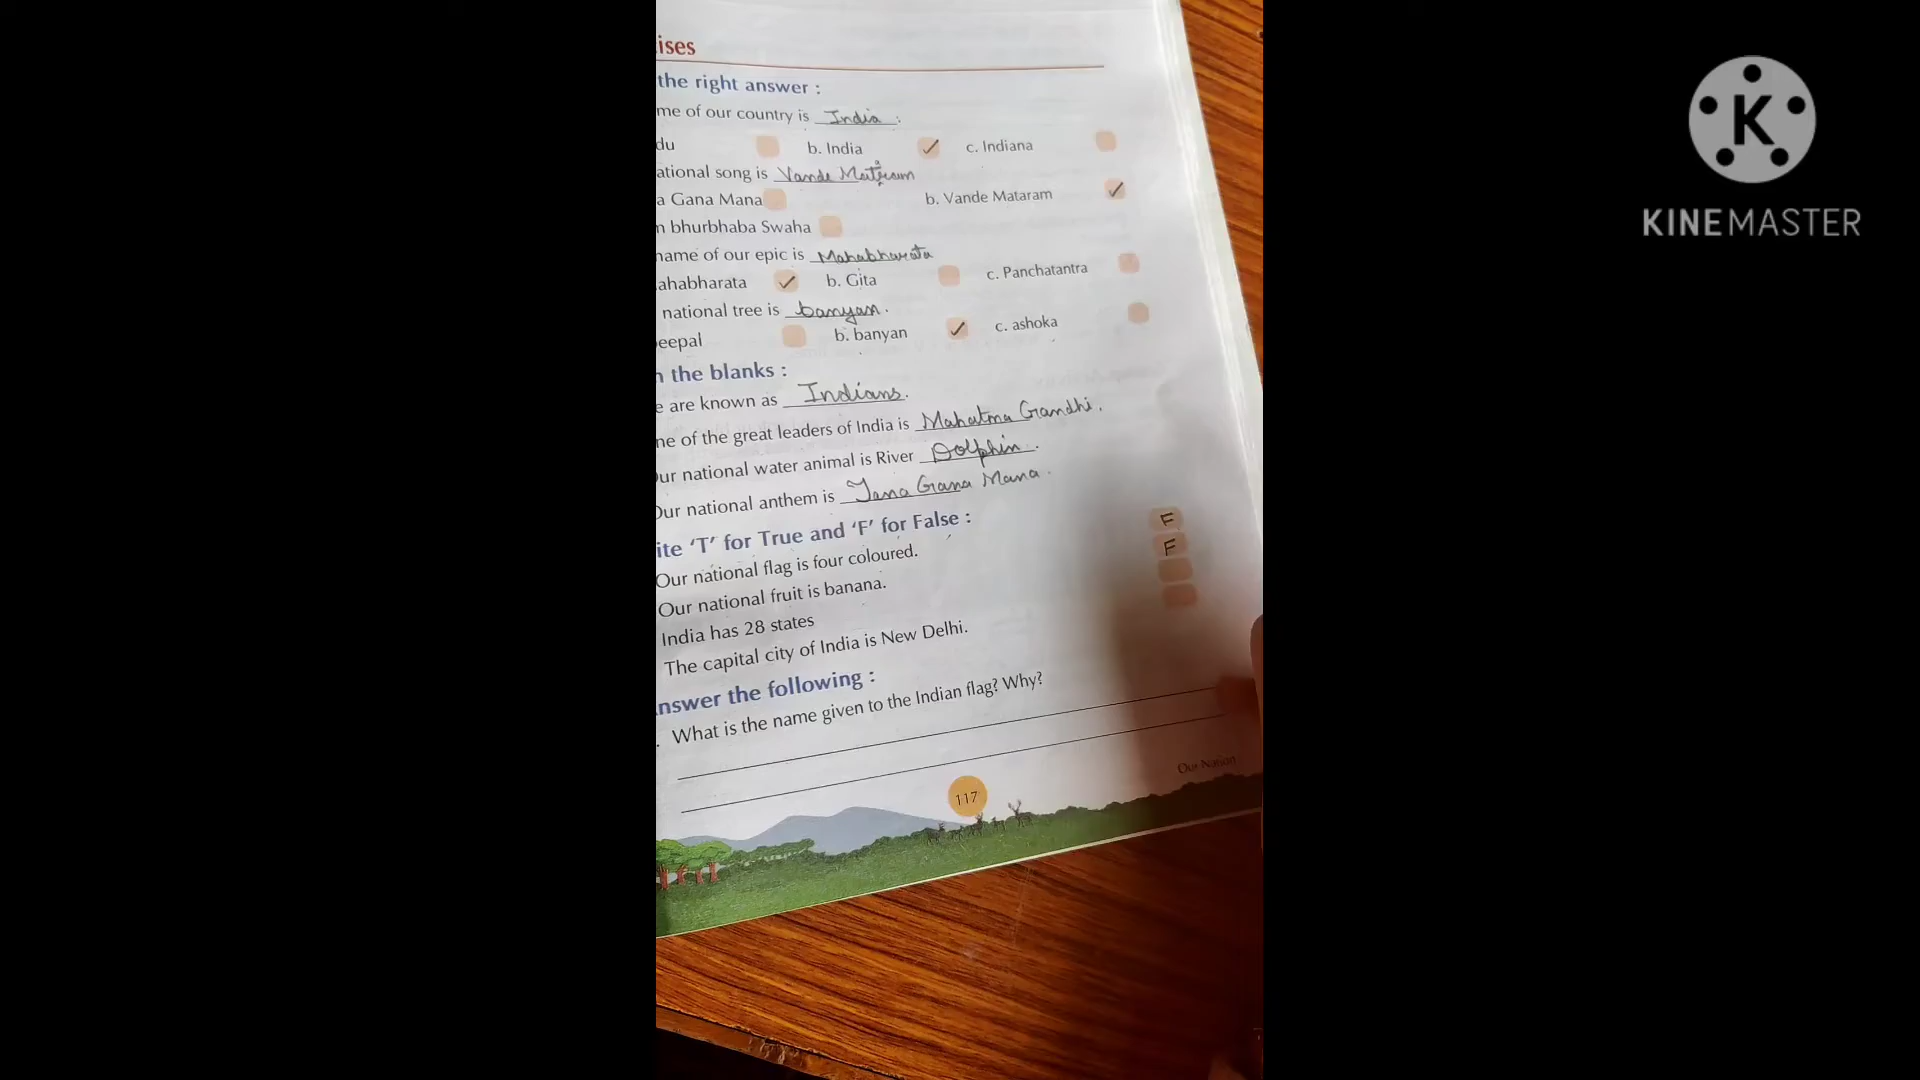 ises
the right answer :
me of our country is India :
du b. India ✓ c. Indiana
ational song is Vande Mataram
a Gana Mana b. Vande Mataram ✓
n bhurbhaba Swaha
name of our epic is Mahabharata
ahabharata ✓ b. Gita c. Panchatantra
national tree is banyan.
eepal b. banyan ✓ c. ashoka
n the blanks :
e are known as Indians.
ne of the great leaders of India is Mahatma Gandhi.
ur national water animal is River Dolphin.
Our national anthem is Jana Gana Mana.
ite 'T' for True and 'F' for False :
Our national flag is four coloured. F
Our national fruit is banana. F
India has 28 states
The capital city of India is New Delhi.
nswer the following :
. What is the name given to the Indian flag? Why?
Our Nation
117
K
KINEMASTER